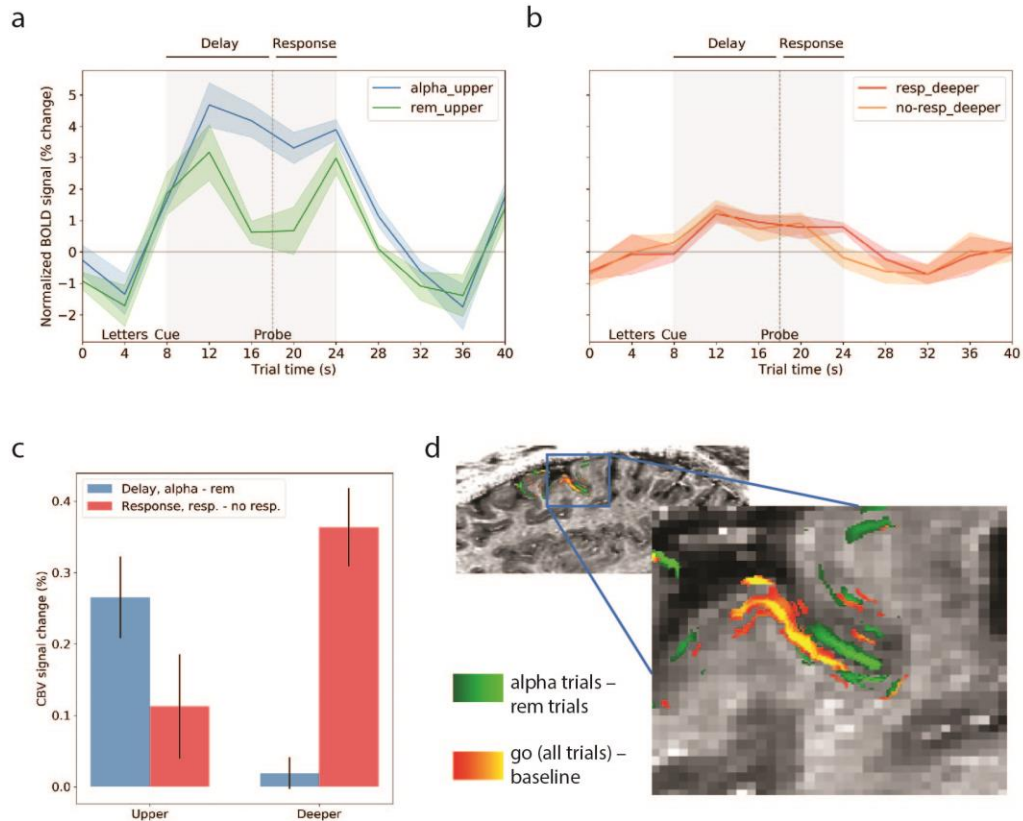 a
Delay
Response
alpha_upper
rem_upper
Normalized BOLD signal (% change)
5
4
3
2
1
0
−1
−2
Letters Cue
Probe
0 4 8 12 16 20 24 28 32 36 40
Trial time (s)
b
Delay
Response
resp_deeper
no-resp_deeper
Letters Cue
Probe
0 4 8 12 16 20 24 28 32 36 40
Trial time (s)
c
Delay, alpha - rem
Response, resp. - no resp.
CBV signal change (%)
0.4
0.3
0.2
0.1
0.0
Upper
Deeper
d
alpha trials –
rem trials
go (all trials) –
baseline